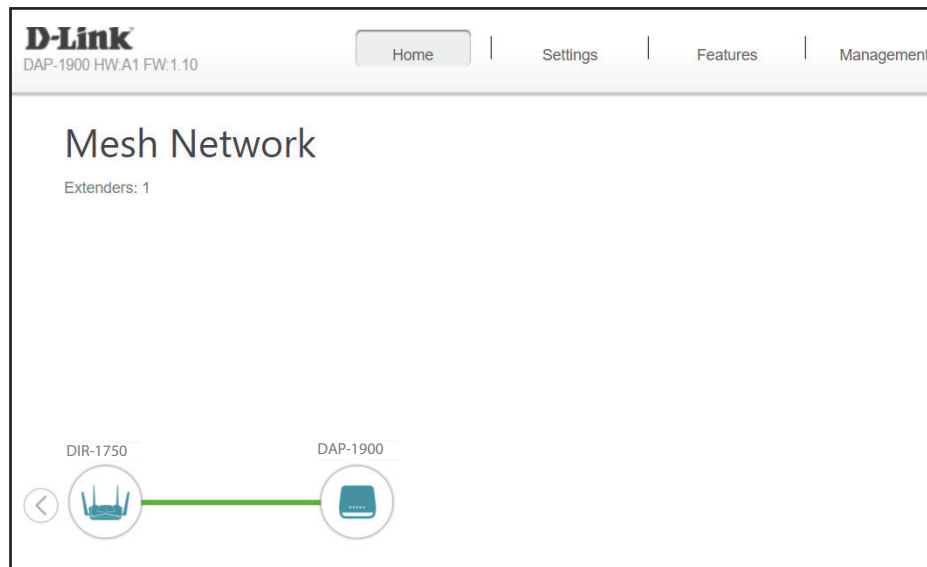 D-Link
DAP-1900 HW:A1 FW:1.10
Home
Settings
Features
Management
Mesh Network
Extenders: 1
DIR-1750
DAP-1900